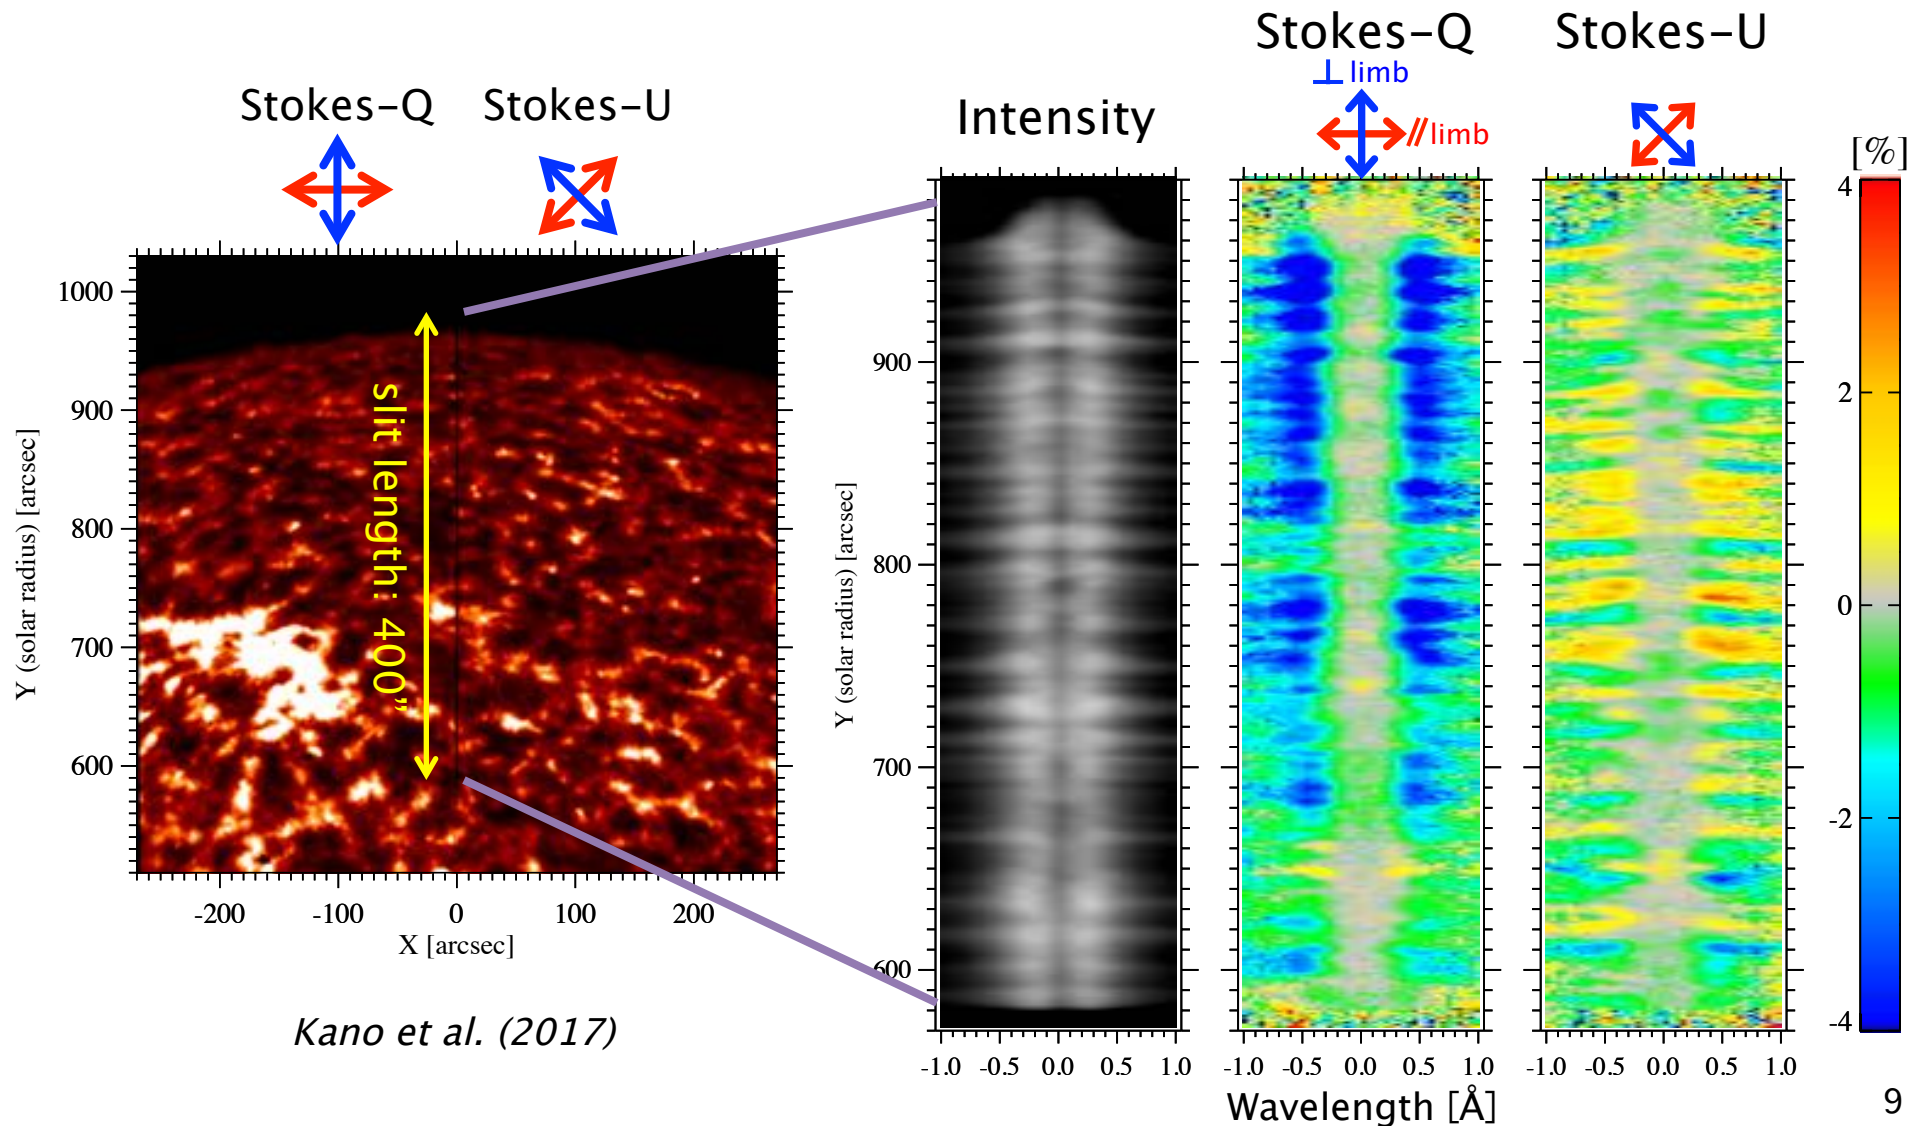 Stokes-Q
Stokes-U
1000
900
800
700
600
Y (solar radius) [arcsec]
slit length: 400”
-200
-100
0
100
200
X [arcsec]
Kano et al. (2017)
Intensity
Stokes-Q
⊥ limb
// limb
Stokes-U
[%]
900
800
700
600
Y (solar radius) [arcsec]
-1.0 -0.5 0.0 0.5 1.0
-1.0 -0.5 0.0 0.5 1.0
-1.0 -0.5 0.0 0.5 1.0
Wavelength [Å]
4
2
0
-2
-4
9